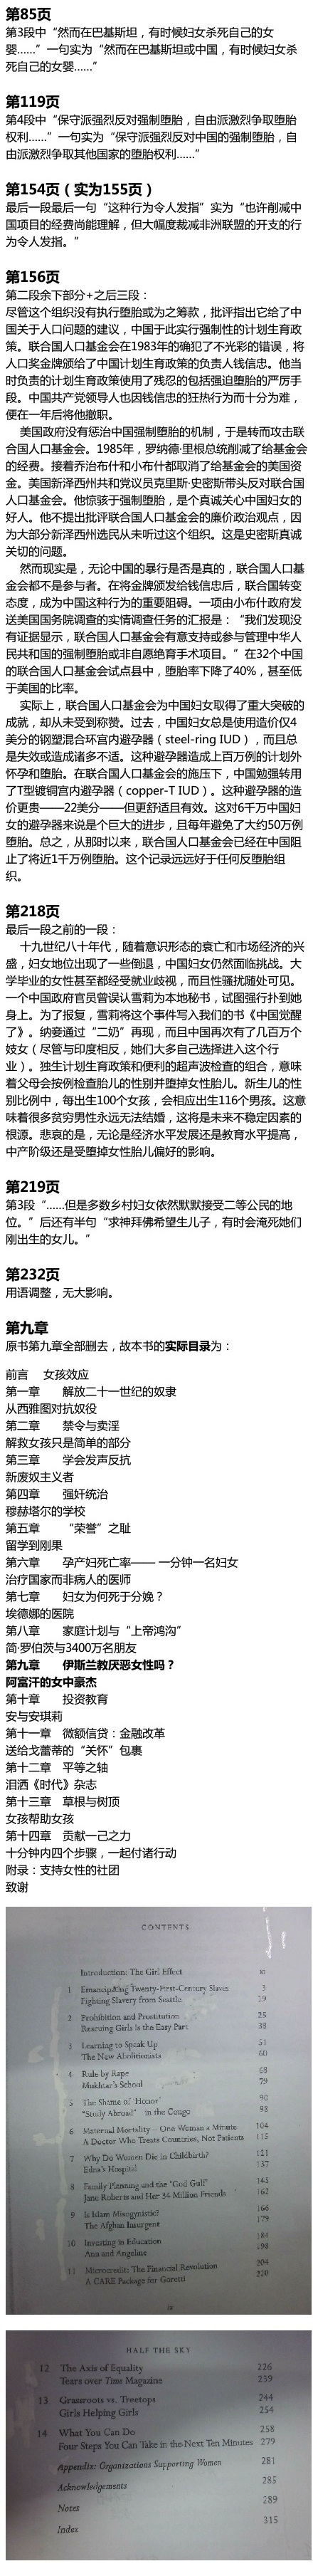 第85页
第3段中“然而在巴基斯坦，有时候妇女杀死自己的女
婴......”一句实为“然而在巴基斯坦或中国，有时候妇女杀
死自己的女婴......”
第119页
第4段中“保守派强烈反对强制堕胎，自由派激烈争取堕胎
权利......”一句实为“保守派强烈反对中国的强制堕胎，自
由派激烈争取其他国家的堕胎权利......”
第154页（实为155页）
最后一段最后一句“这种行为令人发指”实为“也许削减中
国项目的经费尚能理解，但大幅度裁减非洲联盟的开支的行
为令人发指。”
第156页
第二段余下部分+之后三段：
尽管这个组织没有执行堕胎或为之筹款，批评指出它给了中
国关于人口问题的建议，中国于此实行强制性的计划生育政
策。联合国人口基金会在1983年的确犯了不光彩的错误，将
人口奖金牌颁给了中国计划生育政策的负责人钱信忠。他当
时负责的计划生育政策使用了残忍的包括强迫堕胎的严厉手
段。中国共产党领导人也因钱信忠的狂热行为而十分为难，
便在一年后将他撤职。
美国政府没有惩治中国强制堕胎的机制，于是转而攻击联
合国人口基金会。1985年，罗纳德·里根总统削减了给基金会
的经费。接着乔治布什和小布什都取消了给基金会的美国资
金。美国新泽西州共和党议员克里斯·史密斯带头反对联合国
人口基金会。他惊骇于强制堕胎，是个真诚关心中国妇女的
好人。他不提出批评联合国人口基金会的廉价政治观点，因
为大部分新泽西州选民从未听过这个组织。这是史密斯真诚
关切的问题。
然而现实是，无论中国的暴行是否是真的，联合国人口基
金会都不是参与者。在将金牌颁发给钱信忠后，联合国转变
态度，成为中国这种行为的重要阻碍。一项由小布什政府发
送美国国务院调查的实情调查任务的汇报是：“我们发现没
有证据显示，联合国人口基金会有意支持或参与管理中华人
民共和国的强制堕胎或非自愿绝育手术项目。”在32个中国
的联合国人口基金会试点县中，堕胎率下降了40%，甚至低
于美国的比率。
实际上，联合国人口基金会为中国妇女取得了重大突破的
成就，却从未受到称赞。过去，中国妇女总是使用造价仅4
美分的钢塑混合环宫内避孕器（steel-ring IUD），而且总
是失效或造成诸多不适。这种避孕器造成上百万例的计划外
怀孕和堕胎。在联合国人口基金会的施压下，中国勉强转用
了T型镀铜宫内避孕器（copper-T IUD）。这种避孕器的造
价更贵——22美分——但更舒适且有效。这对6千万中国妇
女的避孕器来说是个巨大的进步，且每年避免了大约50万例
堕胎。总之，从那时以来，联合国人口基金会已经在中国阻
止了将近1千万例堕胎。这个记录远远好于任何反堕胎组
织。
第218页
最后一段之前的一段：
十九世纪八十年代，随着意识形态的衰亡和市场经济的兴
盛，妇女地位出现了一些倒退，中国妇女仍然面临挑战。大
学毕业的女性甚至都经受就业歧视，而且性骚扰随处可见。
一个中国政府官员曾误认雪莉为本地秘书，试图强行扑到她
身上。为了报复，雪莉将这个事件写入我们的书《中国觉醒
了》。纳妾通过“二奶”再现，而且中国再次有了几百万个
妓女（尽管与印度相反，她们大多自己选择进入这个行
业）。独生计划生育政策和便利的超声波检查的组合，意味
着父母会按例检查胎儿的性别并堕掉女性胎儿。新生儿的性
别比例中，每出生100个女孩，会相应出生116个男孩。这意
味着很多贫穷男性永远无法结婚，这将是未来不稳定因素的
根源。悲哀的是，无论是经济水平发展还是教育水平提高，
中产阶级还是受堕掉女性胎儿偏好的影响。
第219页
第3段“......但是多数乡村妇女依然默默接受二等公民的地
位。”后还有半句“求神拜佛希望生儿子，有时会淹死她们
刚出生的女儿。”
第232页
用语调整，无大影响。
第九章
原书第九章全部删去，故本书的实际目录为：
前言 女孩效应
第一章 解放二十一世纪的奴隶
从西雅图对抗奴役
第二章 禁令与卖淫
解救女孩只是简单的部分
第三章 学会发声反抗
新废奴主义者
第四章 强奸统治
穆赫塔尔的学校
第五章 “荣誉”之耻
留学到刚果
第六章 孕产妇死亡率—— 一分钟一名妇女
治疗国家而非病人的医师
第七章 妇女为何死于分娩？
埃德娜的医院
第八章 家庭计划与“上帝鸿沟”
简·罗伯茨与3400万名朋友
第九章 伊斯兰教厌恶女性吗？
阿富汗的女中豪杰
第十章 投资教育
安与安琪莉
第十一章 微额信贷：金融改革
送给戈蕾蒂的“关怀”包裹
第十二章 平等之轴
泪洒《时代》杂志
第十三章 草根与树顶
女孩帮助女孩
第十四章 贡献一己之力
十分钟内四个步骤，一起付诸行动
附录：支持女性的社团
致谢
CONTENTS
Introduction: The Girl Effect xi
1 Emancipating Twenty-First-Century Slaves 3
Fighting Slavery from Seattle 19
2 Prohibition and Prostitution 25
Rescuing Girls Is the Easy Part 38
3 Learning to Speak Up 51
The New Abolitionists 60
4 Rule by Rape 68
Mukhtar's School 79
5 The Shame of "Honor" 90
"Study Abroad"—in the Congo 98
6 Maternal Mortality—One Woman a Minute 104
A Doctor Who Treats Countries, Not Patients 115
7 Why Do Women Die in Childbirth? 121
Edna's Hospital 137
8 Family Planning and the "God Gulf" 145
Jane Roberts and Her 34 Million Friends 162
9 Is Islam Misogynistic? 166
The Afghan Insurgent 179
10 Investing in Education 184
Ann and Angeline 198
11 Microcredit: The Financial Revolution 204
A CARE Package for Goretti 220
ix
HALF THE SKY
12 The Axis of Equality 226
Tears over Time Magazine 239
13 Grassroots vs. Treetops 244
Girls Helping Girls 254
14 What You Can Do 258
Four Steps You Can Take in the Next Ten Minutes 279
Appendix: Organizations Supporting Women 281
Acknowledgements 285
Notes 289
Index 315